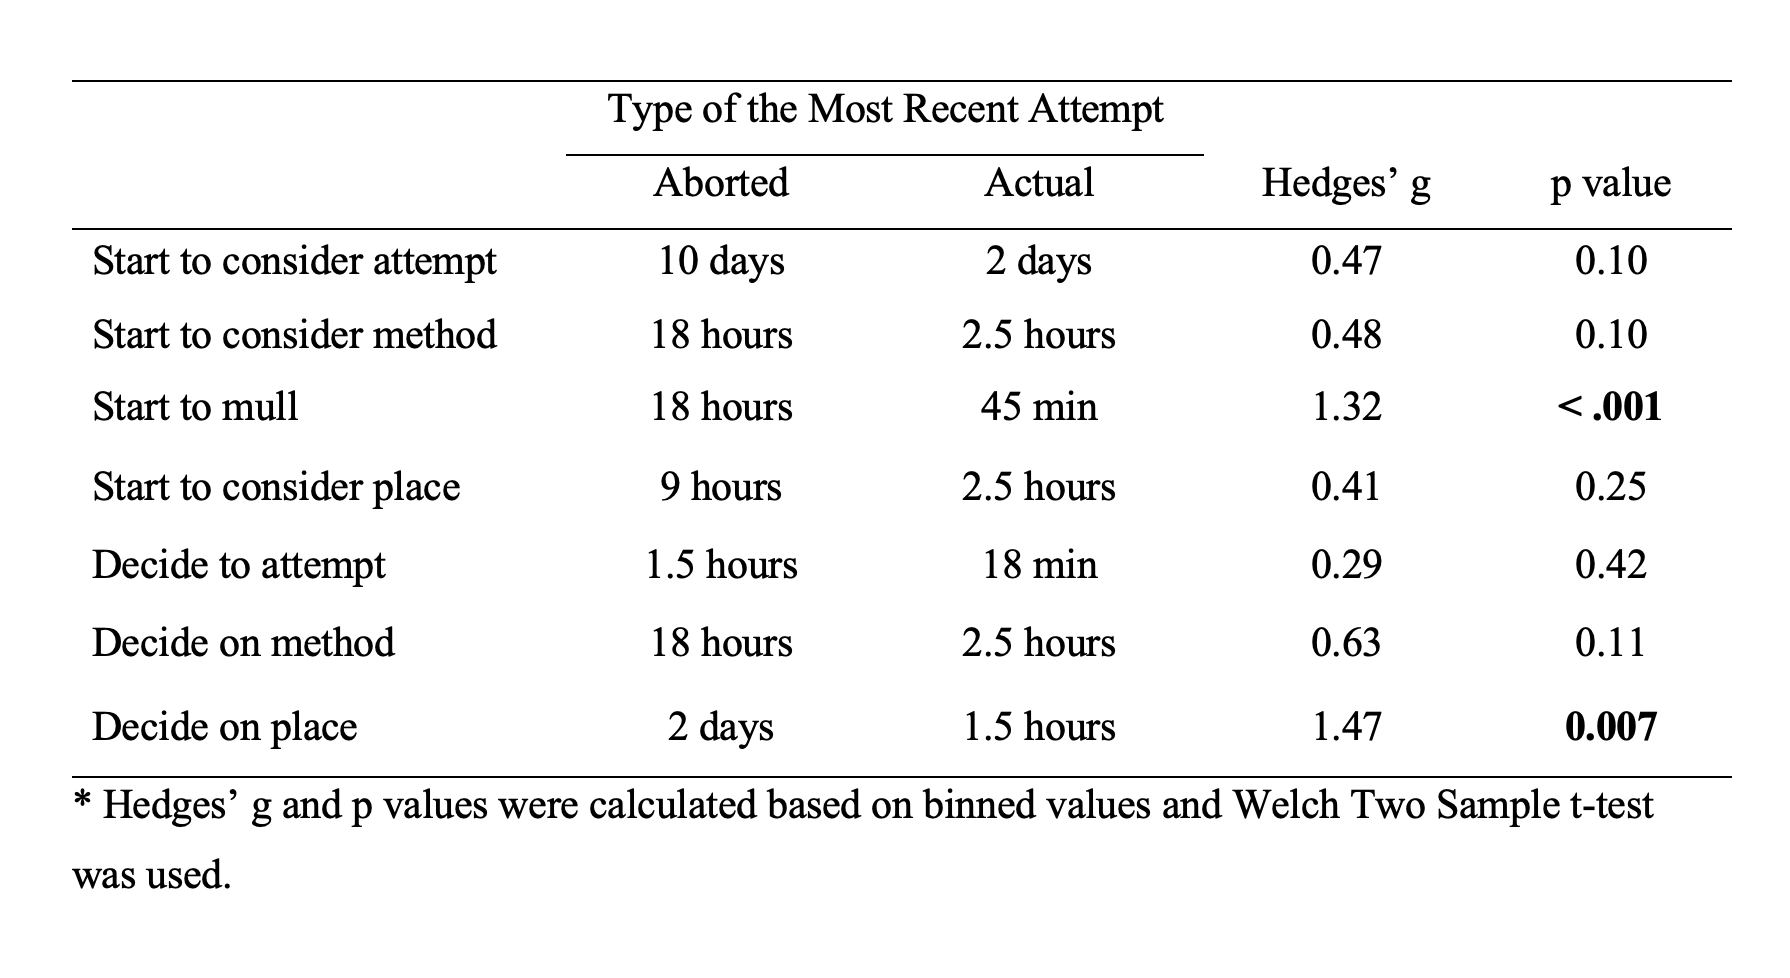 Type of the Most Recent Attempt
Aborted Actual Hedges’ g p value
Start to consider attempt 10 days 2 days 0.47 0.10
Start to consider method 18 hours 2.5 hours 0.48 0.10
Start to mull 18 hours 45 min 1.32 < .001
Start to consider place 9 hours 2.5 hours 0.41 0.25
Decide to attempt 1.5 hours 18 min 0.29 0.42
Decide on method 18 hours 2.5 hours 0.63 0.11
Decide on place 2 days 1.5 hours 1.47 0.007
* Hedges’ g and p values were calculated based on binned values and Welch Two Sample t-test
was used.